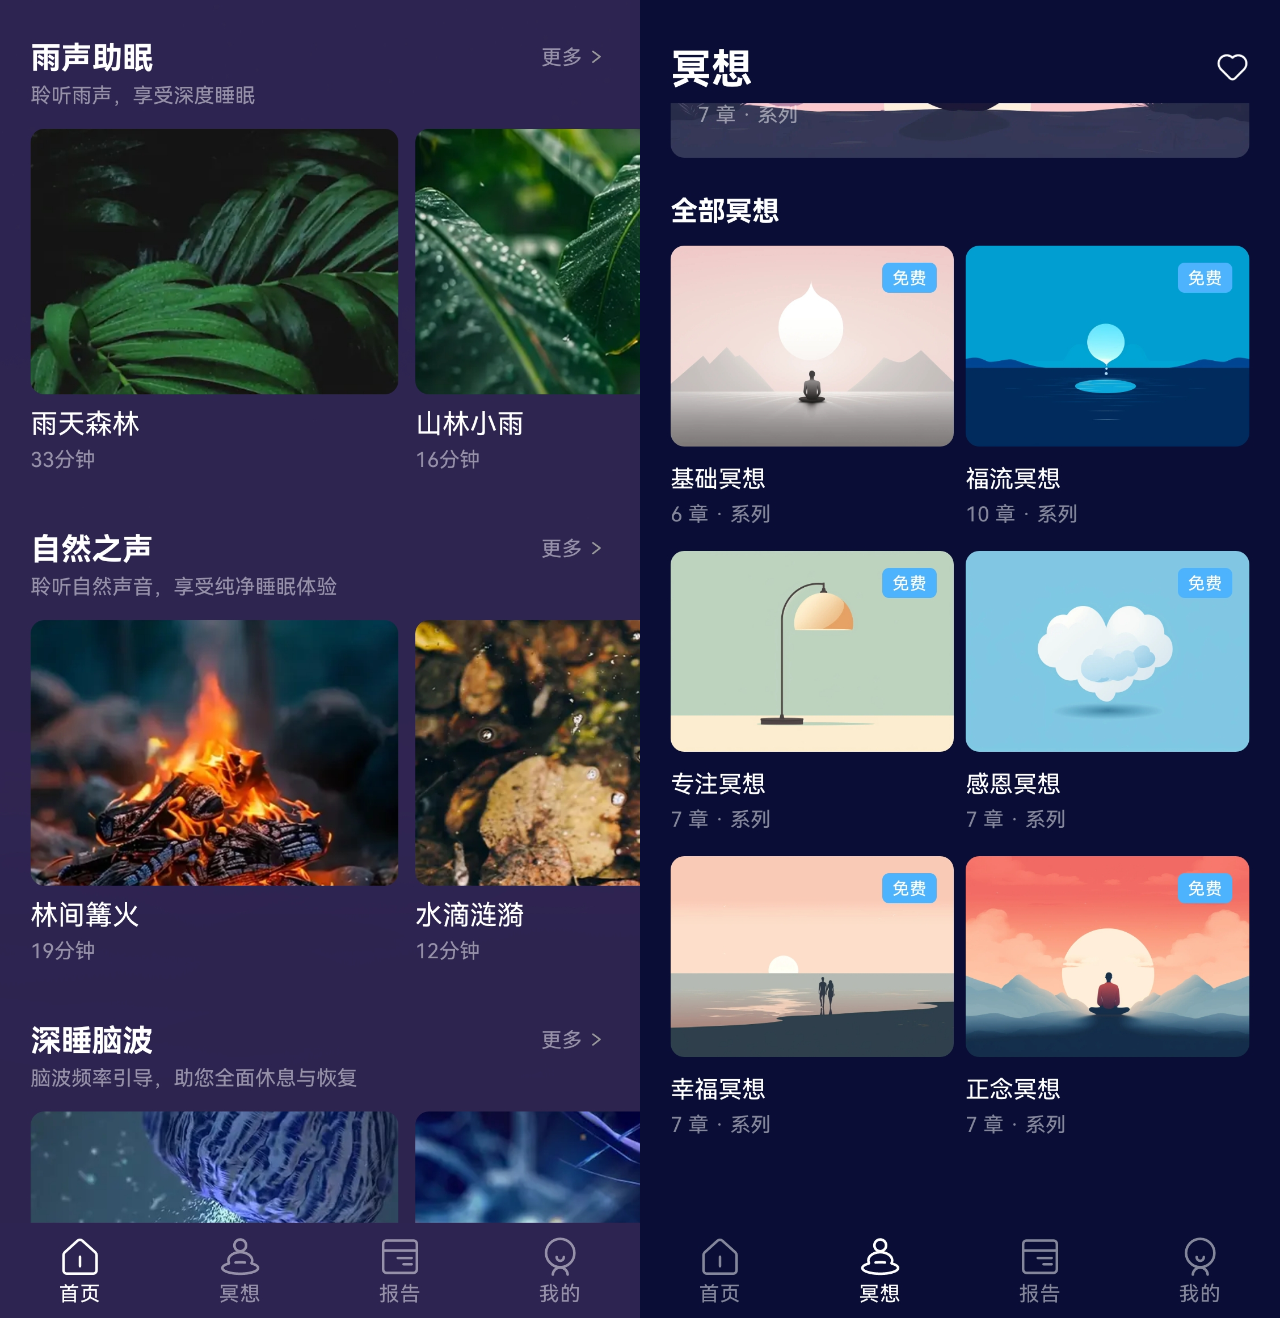 雨声助眠
更多 >
聆听雨声，享受深度睡眠
雨天森林
山林小雨
33分钟
16分钟
自然之声
更多 >
聆听自然声音，享受纯净睡眠体验
林间篝火
水滴涟漪
19分钟
12分钟
深睡脑波
更多 >
脑波频率引导，助您全面休息与恢复
首页
冥想
报告
我的
冥想
7 章 · 系列
全部冥想
免费
免费
基础冥想
福流冥想
6 章 · 系列
10 章 · 系列
免费
免费
专注冥想
感恩冥想
7 章 · 系列
7 章 · 系列
免费
免费
幸福冥想
正念冥想
7 章 · 系列
7 章 · 系列
首页
冥想
报告
我的